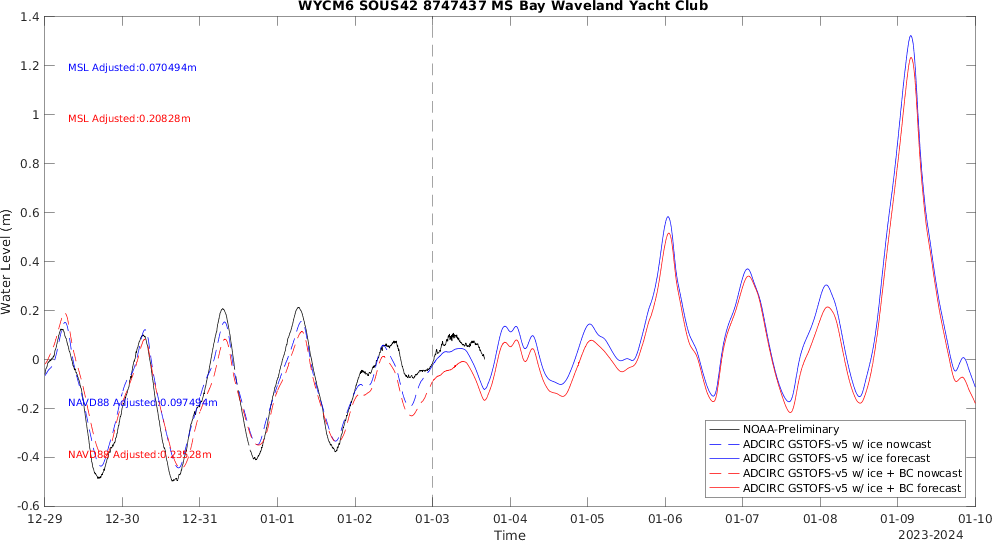 WYCM6 SOUS42 8747437 MS Bay Waveland Yacht Club
1.4
1.2
1
0.8
0.6
0.4
0.2
0
-0.2
-0.4
-0.6
Water Level (m)
MSL Adjusted:0.070494m
MSL Adjusted:0.20828m
NAVD88 Adjusted:0.097494m
NAVD88 Adjusted:0.23528m
NOAA-Preliminary
ADCIRC GSTOFS-v5 w/ ice nowcast
ADCIRC GSTOFS-v5 w/ ice forecast
ADCIRC GSTOFS-v5 w/ ice + BC nowcast
ADCIRC GSTOFS-v5 w/ ice + BC forecast
12-29 12-30 12-31 01-01 01-02 01-03 01-04 01-05 01-06 01-07 01-08 01-09 01-10
Time
2023-2024